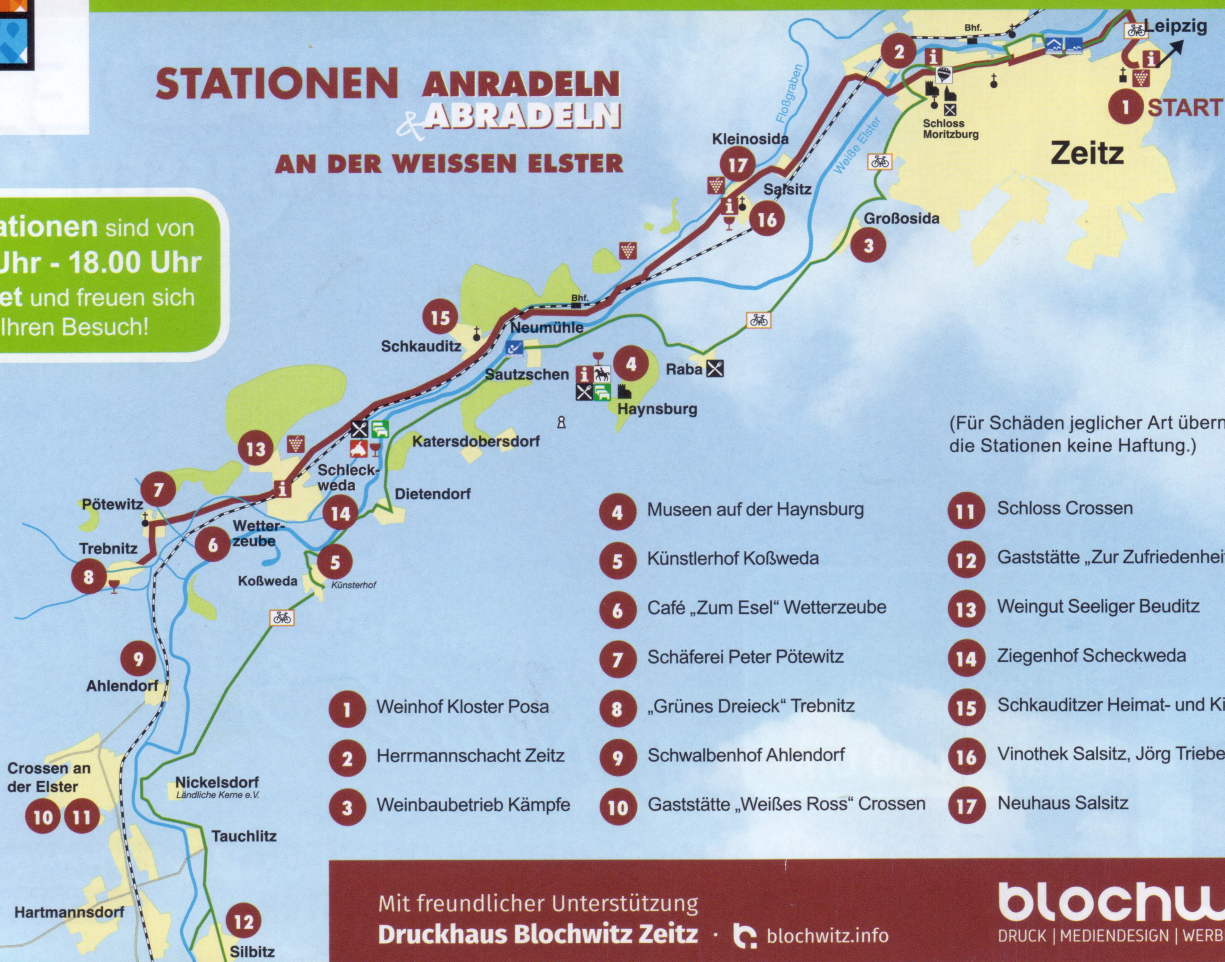 STATIONEN ANRADELN
& ABRADELN
AN DER WEISSEN ELSTER
sind von
Uhr - 18.00 Uhr
und freuen sich
Ihren Besuch!
Leipzig
Bhf.
2
1 START
Schloss
Moritzburg
Zeitz
Floßgraben
Weiße Elster
Kleinosida
17
Salsitz
16
Großosida
3
Bhf.
15
Neumühle
Schkauditz
Sautzschen
4
Raba
Haynsburg
Katersdobersdorf
13
Schleck-
weda
7
Pötewitz
14
Dietendorf
Wetter-
zeube
6
Trebnitz
8
5
Koßweda
Künsterhof
9
Ahlendorf
Crossen an
der Elster
10 11
Nickelsdorf
Ländliche Kerne e.V.
Tauchlitz
Hartmannsdorf
12
Silbitz
(Für Schäden jeglicher Art
die Stationen keine Haftung.)
1 Weinhof Kloster Posa
2 Herrmannschacht Zeitz
3 Weinbaubetrieb Kämpfe
4 Museen auf der Haynsburg
5 Künstlerhof Koßweda
6 Café „Zum Esel“ Wetterzeube
7 Schäferei Peter Pötewitz
8 „Grünes Dreieck“ Trebnitz
9 Schwalbenhof Ahlendorf
10 Gaststätte „Weißes Ross“ Crossen
11 Schloss Crossen
12 Gaststätte „Zur Zufriedenheit
13 Weingut Seeliger Beuditz
14 Ziegenhof Scheckweda
15 Schkauditzer Heimat- und
16 Vinothek Salsitz, Jörg
17 Neuhaus Salsitz
Mit freundlicher Unterstützung
Druckhaus Blochwitz Zeitz · blochwitz.info
DRUCK | MEDIENDESIGN |